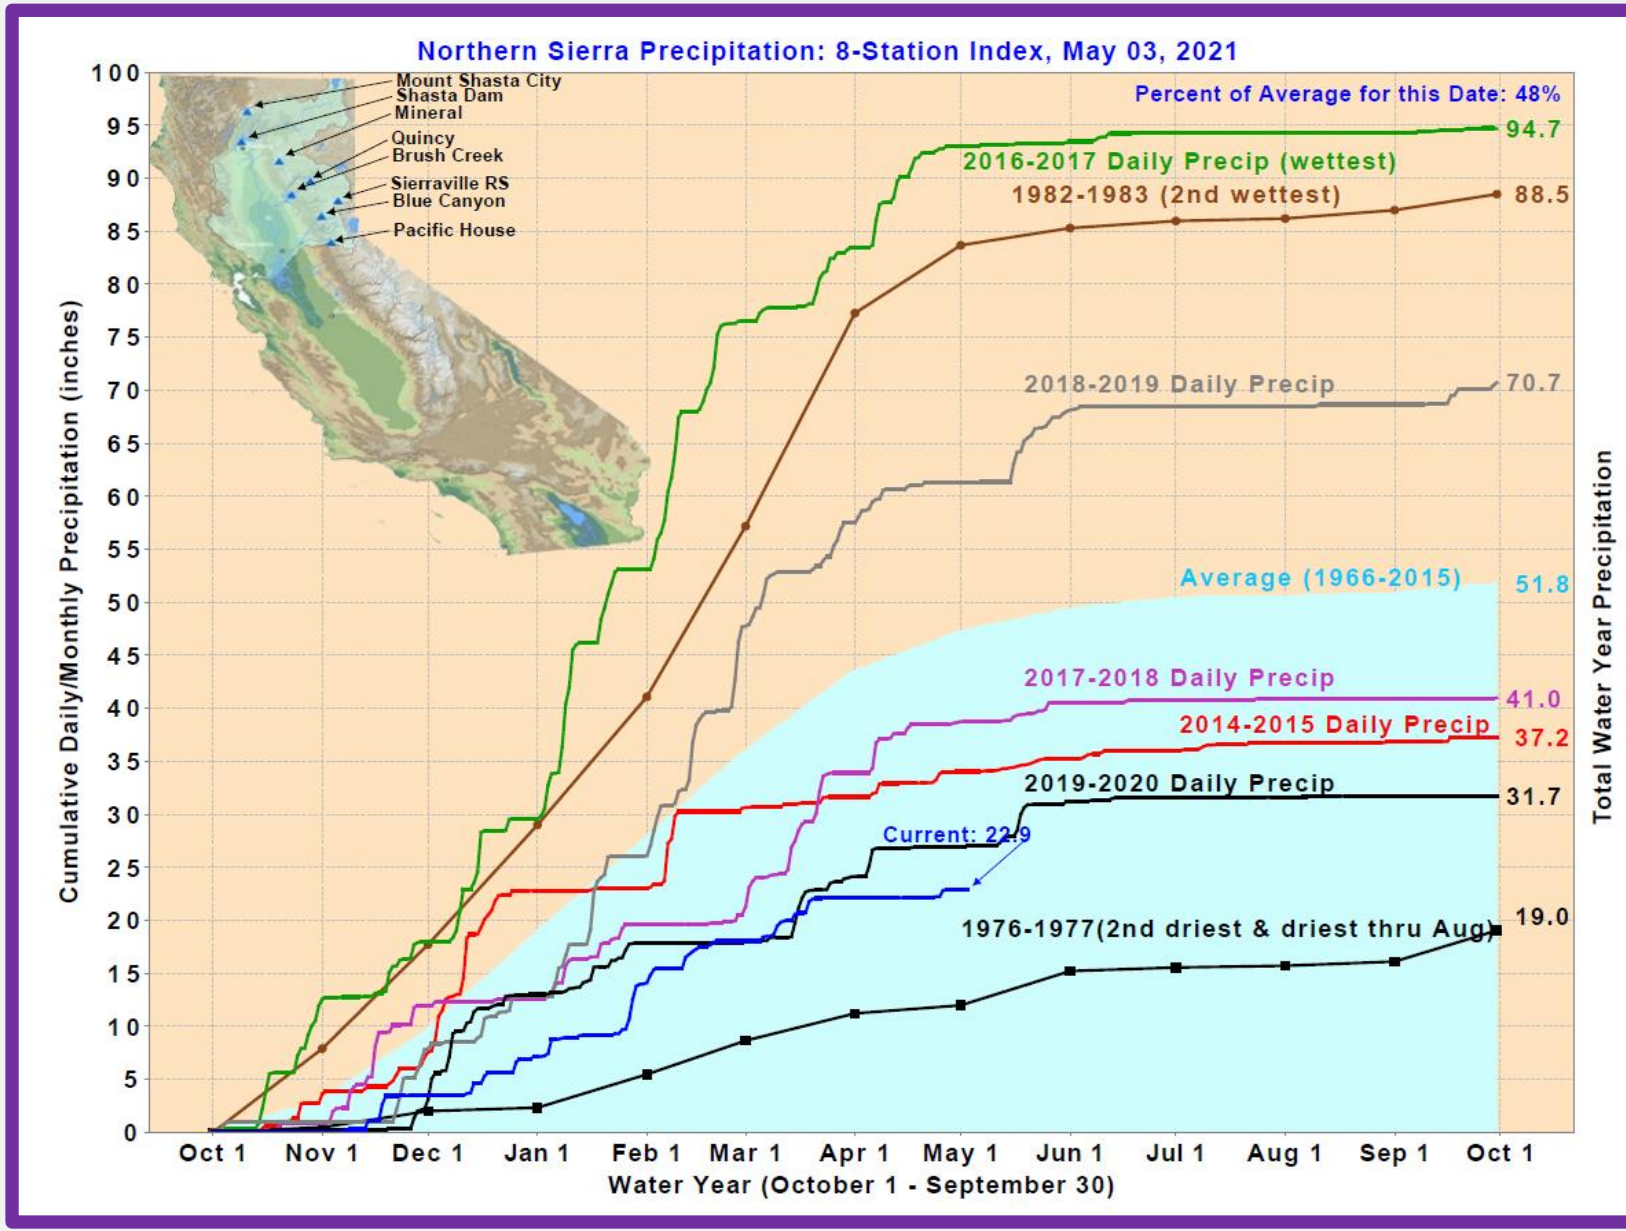 Northern Sierra Precipitation: 8-Station Index, May 03, 2021
Percent of Average for this Date: 48%
Mount Shasta City
Shasta Dam
Mineral
Quincy
Brush Creek
Sierraville RS
Blue Canyon
Pacific House
Cumulative Daily/Monthly Precipitation (inches)
100
95
90
85
80
75
70
65
60
55
50
45
40
35
30
25
20
15
10
5
0
2016-2017 Daily Precip (wettest)
94.7
1982-1983 (2nd wettest)
88.5
2018-2019 Daily Precip
70.7
Average (1966-2015)
51.8
2017-2018 Daily Precip
41.0
2014-2015 Daily Precip
37.2
2019-2020 Daily Precip
31.7
Current: 22.9
1976-1977(2nd driest & driest thru Aug)
19.0
Total Water Year Precipitation
Oct 1 Nov 1 Dec 1 Jan 1 Feb 1 Mar 1 Apr 1 May 1 Jun 1 Jul 1 Aug 1 Sep 1 Oct 1
Water Year (October 1 - September 30)